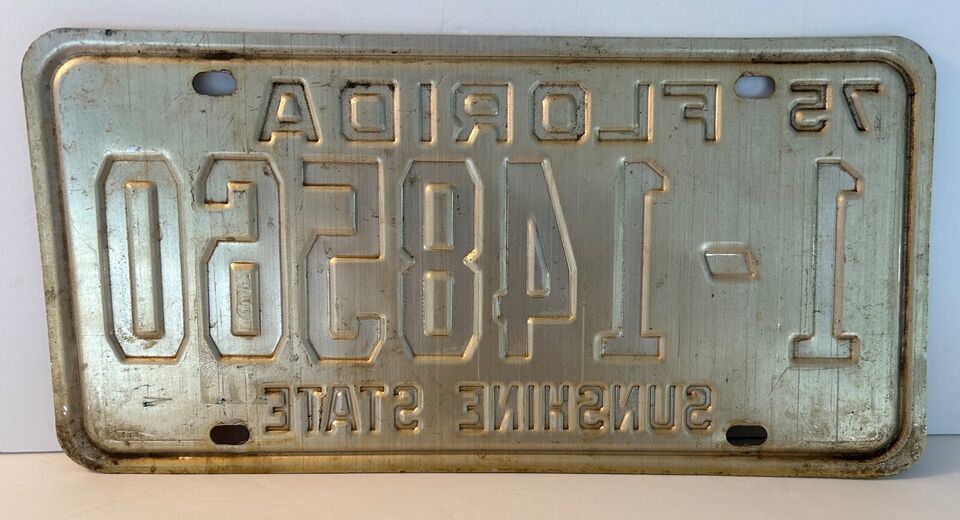 75 FLORIDA
1-148560
SUNSHINE STATE